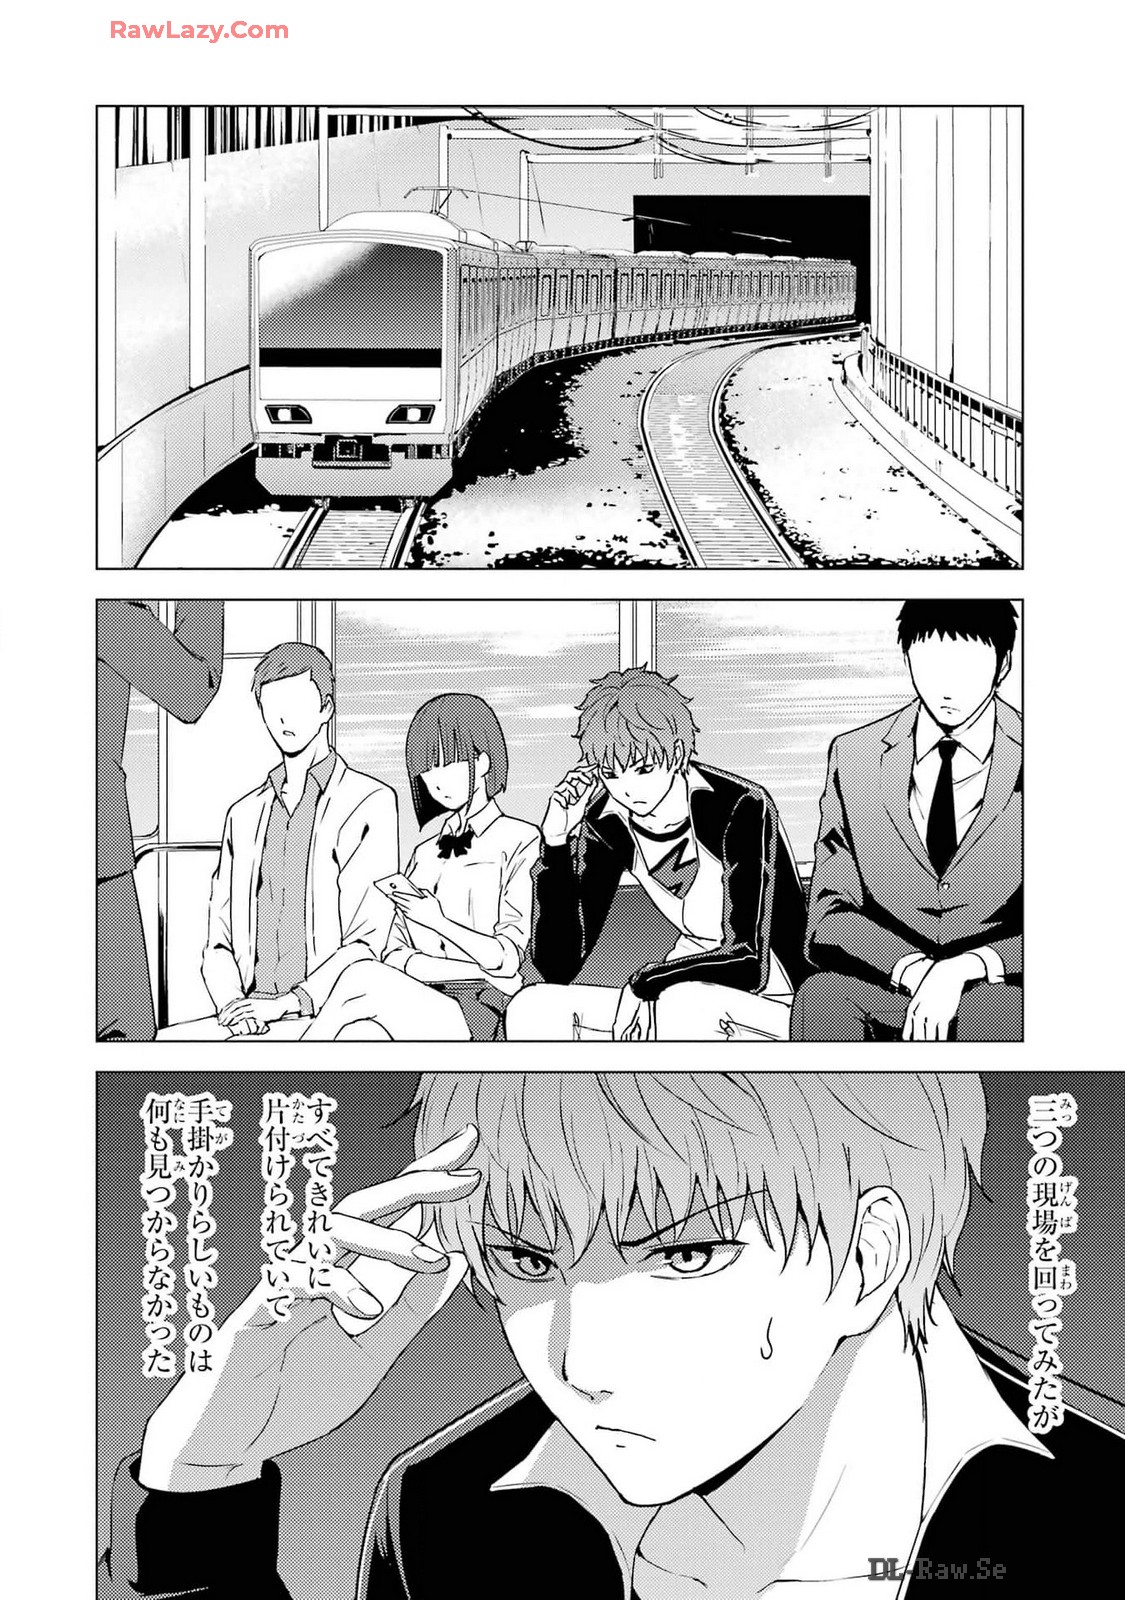 RawLazy.Com
三つの現場を回ってみたが
すべてきれいに
片付けられていて
手掛かりらしいものは
何も見つからなかった
DL-Raw.Se